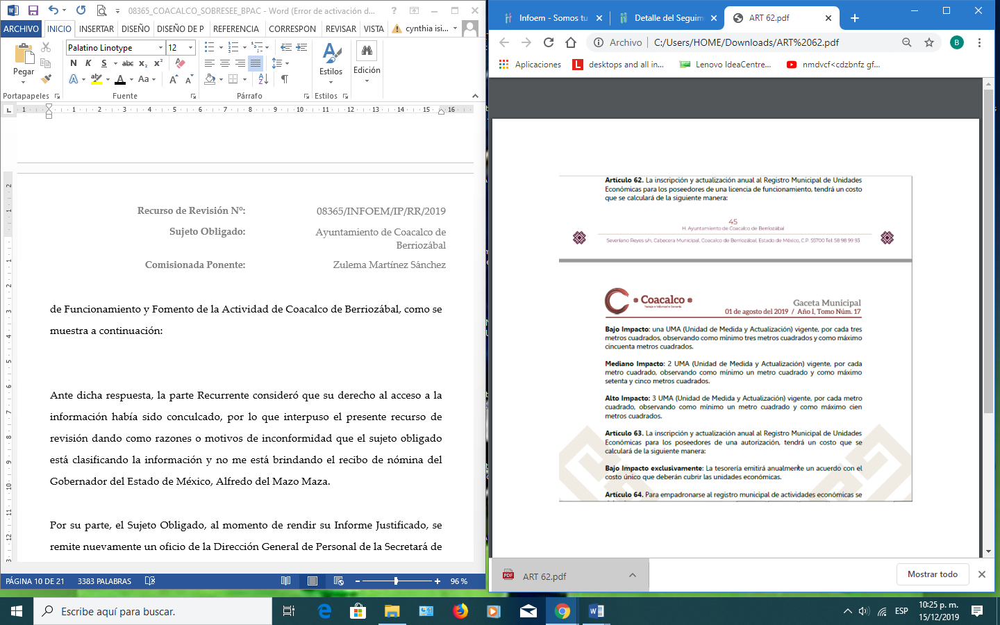 08365_COACALCO_SOBRESEE_BPAC - Word (Error de activación d...
ARCHIVO INICIO INSERTAR DISEÑO DISEÑO DE P REFERENCIA CORRESPON REVISAR VISTA cynthia isi...
Palatino Linotype 12
Pegar
N K S abc x₂ x²
A ab A Aa A A
Estilos
Edición
Portapapeles Fuente Párrafo Estilos
1 1 2 3 4 5 6 7 8 9 10 11 12 13 14 15 16
Recurso de Revisión N°: 08365/INFOEM/IP/RR/2019
Sujeto Obligado: Ayuntamiento de Coacalco de
Berriozábal
Comisionada Ponente: Zulema Martínez Sánchez
de Funcionamiento y Fomento de la Actividad de Coacalco de Berriozábal, como se
muestra a continuación:
Ante dicha respuesta, la parte Recurrente consideró que su derecho al acceso a la
información había sido conculcado, por lo que interpuso el presente recurso de
revisión dando como razones o motivos de inconformidad que el sujeto obligado
está clasificando la información y no me está brindando el recibo de nómina del
Gobernador del Estado de México, Alfredo del Mazo Maza.
Por su parte, el Sujeto Obligado, al momento de rendir su Informe Justificado, se
remite nuevamente un oficio de la Dirección General de Personal de la Secretará de
PÁGINA 10 DE 21 3383 PALABRAS 96 %
Infoem - Somos tu
Detalle del Seguim
ART 62.pdf
Archivo C:/Users/HOME/Downloads/ART%2062.pdf B
Aplicaciones L desktops and all in... Lenovo IdeaCentre... nmdvcf<cdzbnfz gf...
Artículo 62. La inscripción y actualización anual al Registro Municipal de Unidades
Económicas para los poseedores de una licencia de funcionamiento, tendrá un costo
que se calculará de la siguiente manera:
45
H. Ayuntamiento de Coacalco de Berriozábal
Severiano Reyes s/n, Cabecera Municipal, Coacalco de Berriozábal, Estado de México, C.P. 55700 Tel. 58 98 99 93
Coacalco
Gaceta Municipal
01 de agosto del 2019 / Año I, Tomo Núm. 17
Bajo Impacto: una UMA (Unidad de Medida y Actualización) vigente, por cada tres
metros cuadrados, observando como mínimo tres metros cuadrados y como máximo
cincuenta metros cuadrados.
Mediano Impacto: 2 UMA (Unidad de Medida y Actualización) vigente, por cada
metro cuadrado, observando como mínimo un metro cuadrado y como máximo
setenta y cinco metros cuadrados.
Alto Impacto: 3 UMA (Unidad de Medida y Actualización) vigente, por cada metro
cuadrado, observando como mínimo un metro cuadrado y como máximo cien
metros cuadrados.
Artículo 63. La inscripción y actualización anual al Registro Municipal de Unidades
Económicas para los poseedores de una autorización, tendrá un costo que se
calculará de la siguiente manera:
Bajo Impacto exclusivamente: La tesorería emitirá anualmente un acuerdo con el
costo único que deberán cubrir las unidades económicas.
Artículo 64. Para empadronarse al registro municipal de actividades económicas se
ART 62.pdf
Mostrar todo
Escribe aquí para buscar.
ESP
10:25 p. m.
15/12/2019